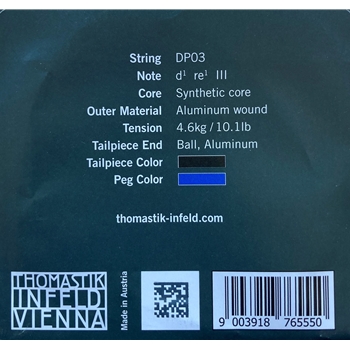 String DP03
Note d¹ re¹ III
Core Synthetic core
Outer Material Aluminum wound
Tension 4.6kg / 10.1lb
Tailpiece End Ball, Aluminum
Tailpiece Color
Peg Color
thomastik-infeld.com
THOMASTIK
INFELD
VIENNA
Made in Austria
9 003918 765550